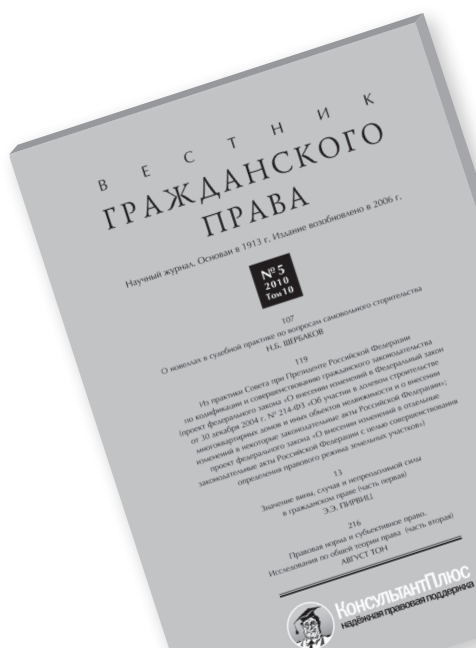 ВЕСТНИК
ГРАЖДАНСКОГО
ПРАВА
Научный журнал. Основан в 1913 г. Издание возобновлено в 2006 г.
№ 5
2010
Том 10
107
О новеллах в судебной практике по вопросам самовольного сторительства
Н.Б. ЩЕРБАКОВ
119
Из практики Совета при Президенте Российской Федерации
по кодификации и совершенствованию гражданского законодательства
(проект федерального закона «О внесении изменений в Федеральный закон
от 30 декабря 2004 г. № 214-ФЗ «Об участии в долевом строительстве
многоквартирных домов и иных объектов недвижимости и о внесении
изменений в некоторые законодательные акты Российской Федерации»;
проект федерального закона «О внесении изменений в отдельные
законодательные акты Российской Федерации с целью совершенствования
определения правового режима земельных участков»)
13
Значение вины, случая и непреодолимой силы
в гражданском праве (часть первая)
Э.Э. ПИРВИЦ
216
Правовая норма и субъективное право.
Исследования по общей теории права (часть вторая)
АВГУСТ ТОН
КонсультантПлюс
надёжная правовая поддержка